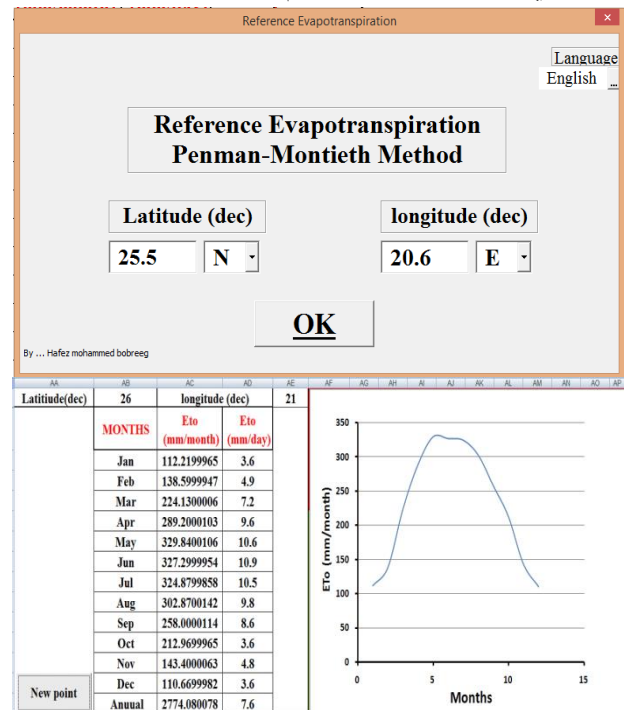 Reference Evapotranspiration
×
Language
English ...
Reference Evapotranspiration
Penman-Montieth Method
Latitude (dec) longitude (dec)
25.5 N 20.6 E
OK
By ... Hafez mohammed bobreeg
AA AB AC AD AE AF AG AH AI AJ AK AL AM AN AO AP
Latitiude(dec) 26 longitude (dec) 21
MONTHS Eto (mm/month) Eto (mm/day)
Jan 112.2199965 3.6
Feb 138.5999947 4.9
Mar 224.1300006 7.2
Apr 289.2000103 9.6
May 329.8400106 10.6
Jun 327.2999954 10.9
Jul 324.8799858 10.5
Aug 302.8700142 9.8
Sep 258.0000114 8.6
Oct 212.9699965 3.6
Nov 143.4000063 4.8
Dec 110.6699982 3.6
Anuual 2774.080078 7.6
New point
ETo (mm/month)
350
300
250
200
150
100
50
0
0 5 10 15
Months